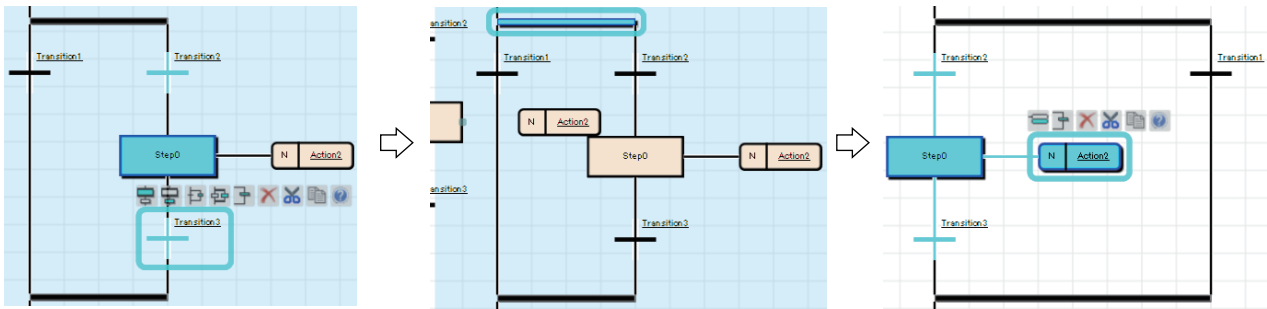 Transition1
Transition2
Step0
N
Action2
Transition3
ansition2
Transition1
Transition2
N
Action2
Step0
N
Action2
ansition3
Transition3
Transition2
Transition1
Step0
N
Action2
Transition3